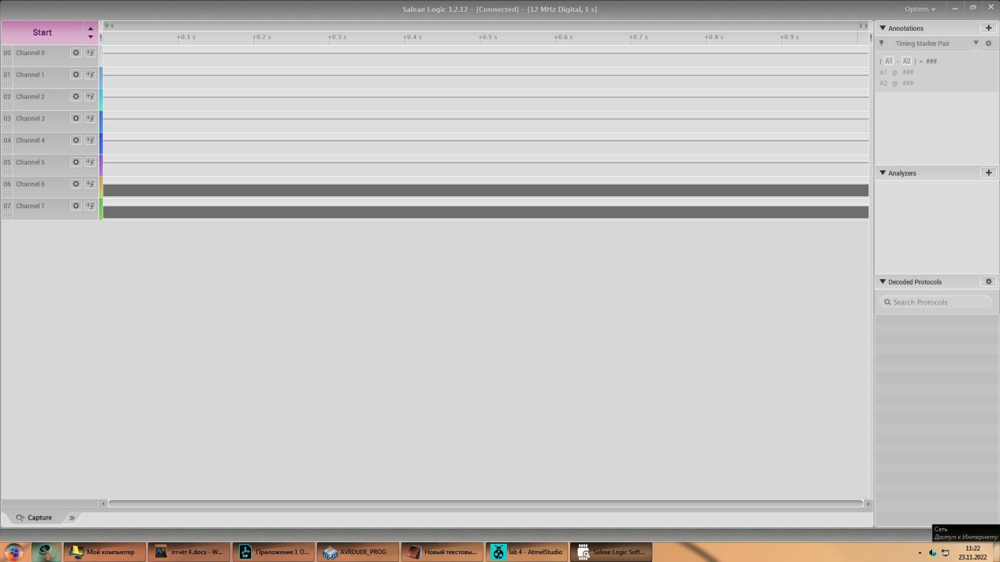 Saleae Logic 1.2.12 - [Connected] - [12 MHz Digital, 1 s]
Options
Start
0 s
1 s
+0.1 s
+0.2 s
+0.3 s
+0.4 s
+0.5 s
+0.6 s
+0.7 s
+0.8 s
+0.9 s
00 Channel 0
01 Channel 1
02 Channel 2
03 Channel 3
04 Channel 4
05 Channel 5
06 Channel 6
07 Channel 7
Annotations
Timing Marker Pair
| A1 - A2 | = ###
A1 @ ###
A2 @ ###
Analyzers
Decoded Protocols
Search Protocols
Capture
Сеть
Доступ к Интернету
Мой компьютер
отчёт 4.docx - W...
Приложение 1 О...
AVRDUDE_PROG
Новый текстовы...
lab 4 - AtmelStudio
Saleae Logic Soft...
11:22
23.11.2022